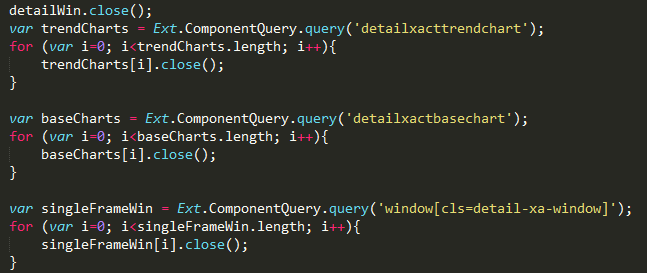 detailWin.close();
var trendCharts = Ext.ComponentQuery.query('detailxacttrendchart');
for (var i=0; i<trendCharts.length; i++){
    trendCharts[i].close();
}

var baseCharts = Ext.ComponentQuery.query('detailxactbasechart');
for (var i=0; i<baseCharts.length; i++){
    baseCharts[i].close();
}

var singleFrameWin = Ext.ComponentQuery.query('window[cls=detail-xa-window]');
for (var i=0; i<singleFrameWin.length; i++){
    singleFrameWin[i].close();
}